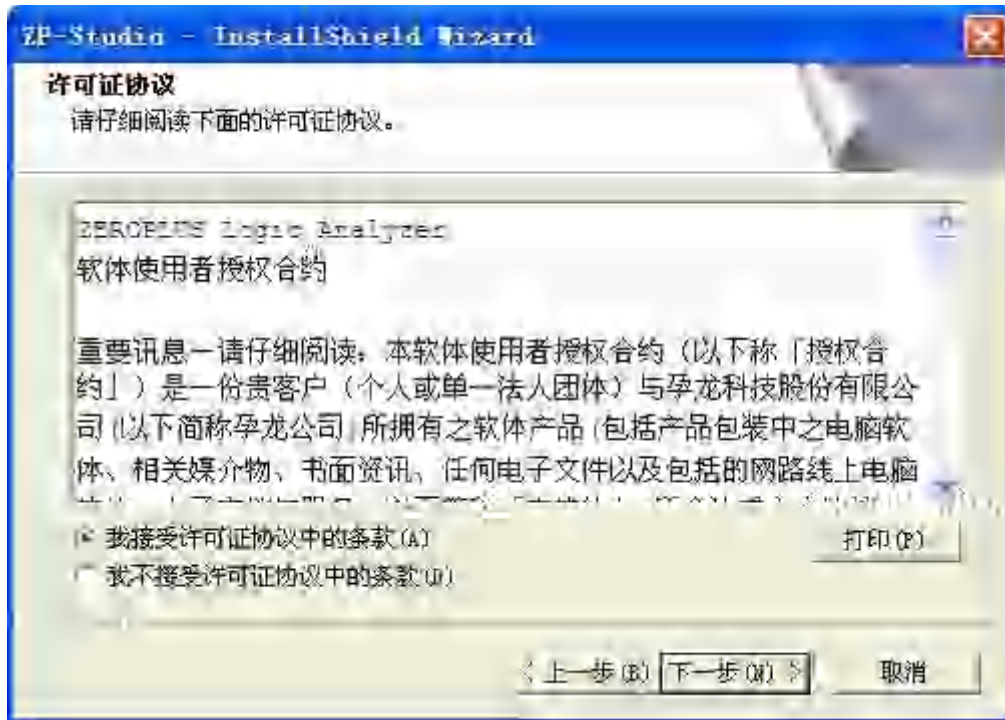 ZP-Studio - InstallShield Wizard
许可证协议
请仔细阅读下面的许可证协议。
ZEROPLUS Logic Analyzer
软体使用者授权合约
重要讯息－请仔细阅读：本软体使用者授权合约（以下称「授权合
约」）是一份贵客户（个人或单一法人团体）与孕龙科技股份有限公
司(以下简称孕龙公司)所拥有之软体产品(包括产品包装中之电脑软
体、相关媒介物、书面资讯、任何电子文件以及包括的网路线上电脑
我接受许可证协议中的条款(A)
打印(P)
我不接受许可证协议中的条款(D)
< 上一步(B)
下一步(N) >
取消